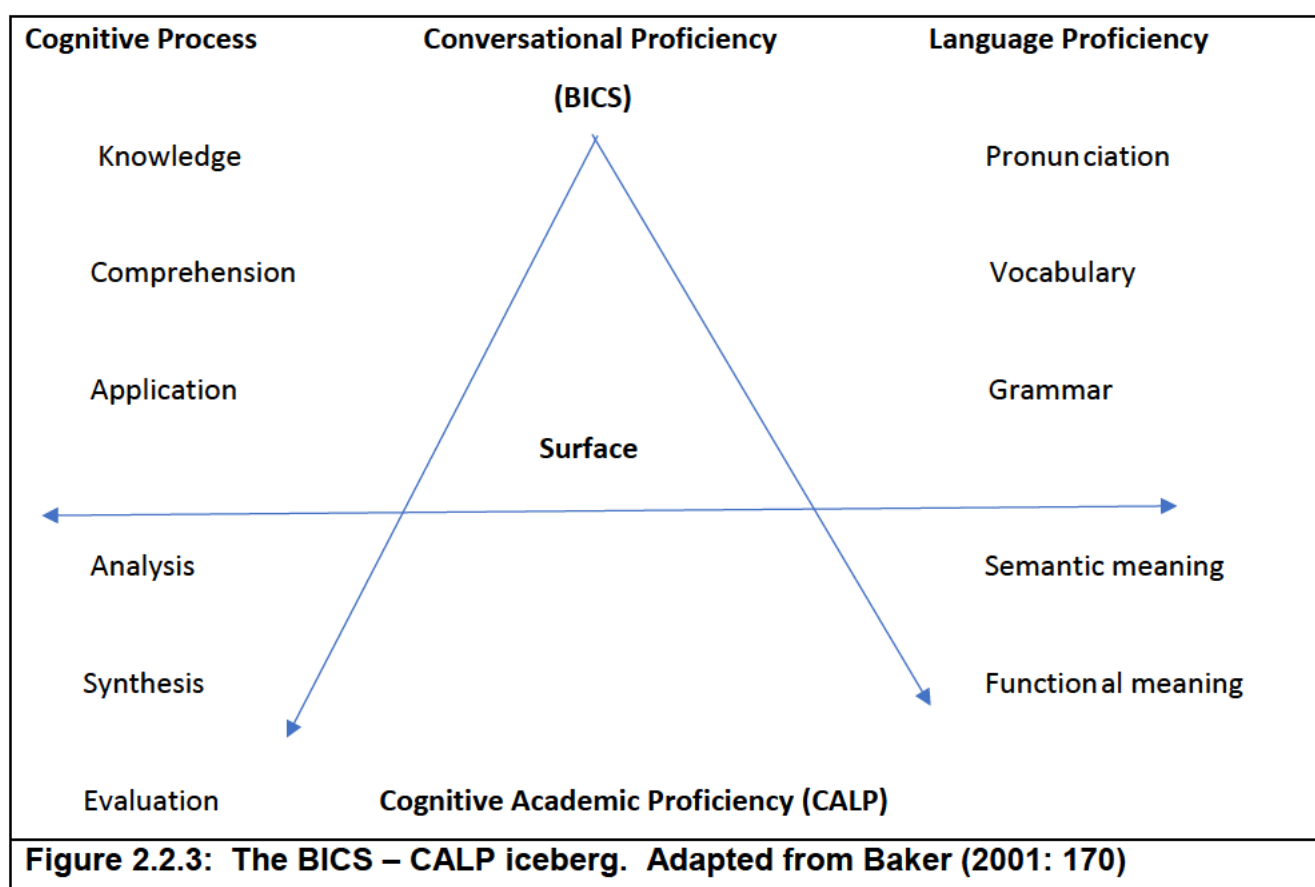 Cognitive Process Conversational Proficiency Language Proficiency
(BICS)
Knowledge Pronunciation
Comprehension Vocabulary
Application Grammar
Surface
Analysis Semantic meaning
Synthesis Functional meaning
Evaluation Cognitive Academic Proficiency (CALP)
Figure 2.2.3: The BICS – CALP iceberg. Adapted from Baker (2001: 170)